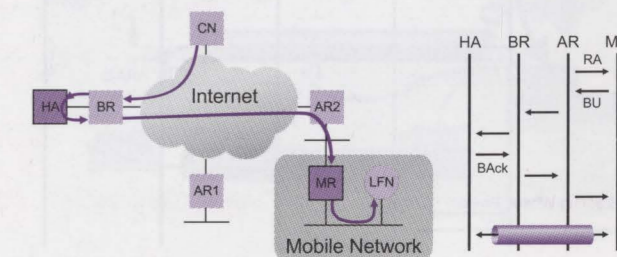 CN
HA
BR
Internet
AR2
AR1
MR
LFN
Mobile Network
HA BR AR
RA
BU
BAck